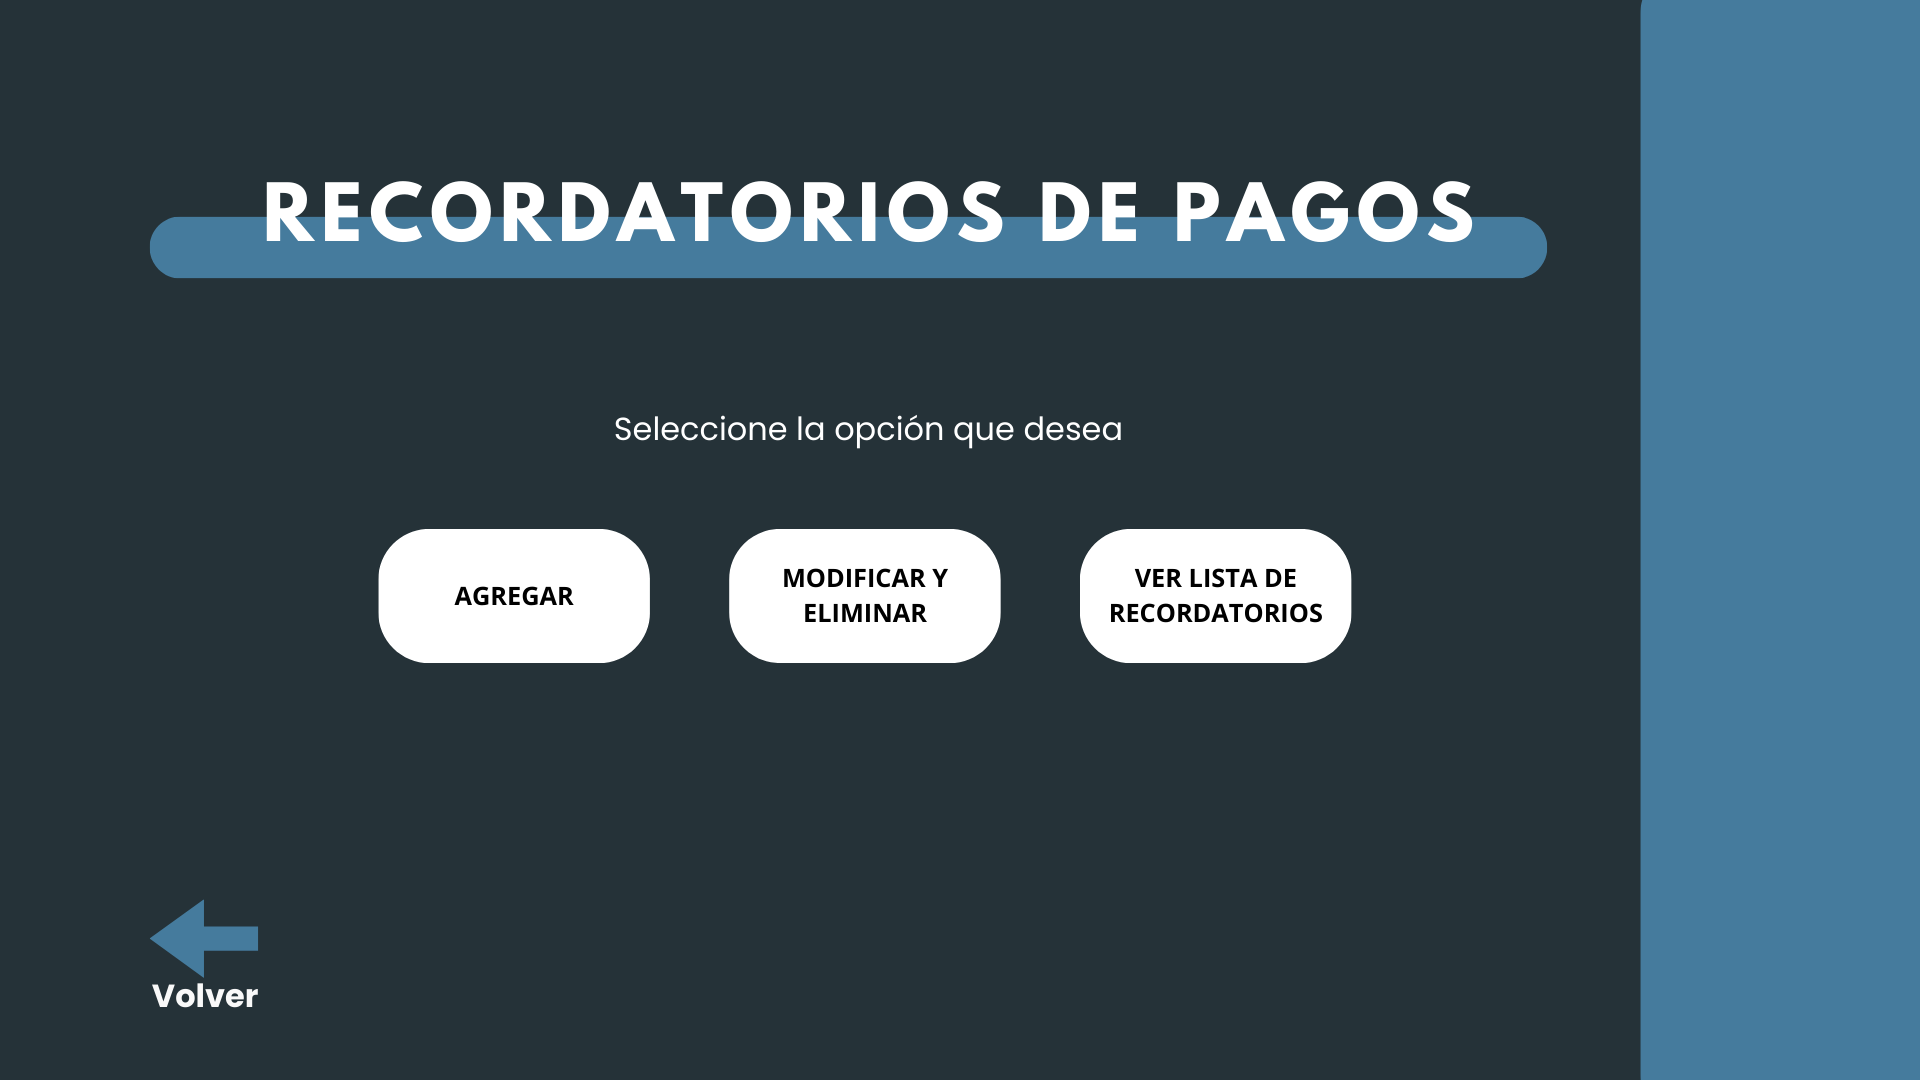 RECORDATORIOS DE PAGOS
Seleccione la opción que desea
AGREGAR
MODIFICAR Y
ELIMINAR
VER LISTA DE
RECORDATORIOS
Volver